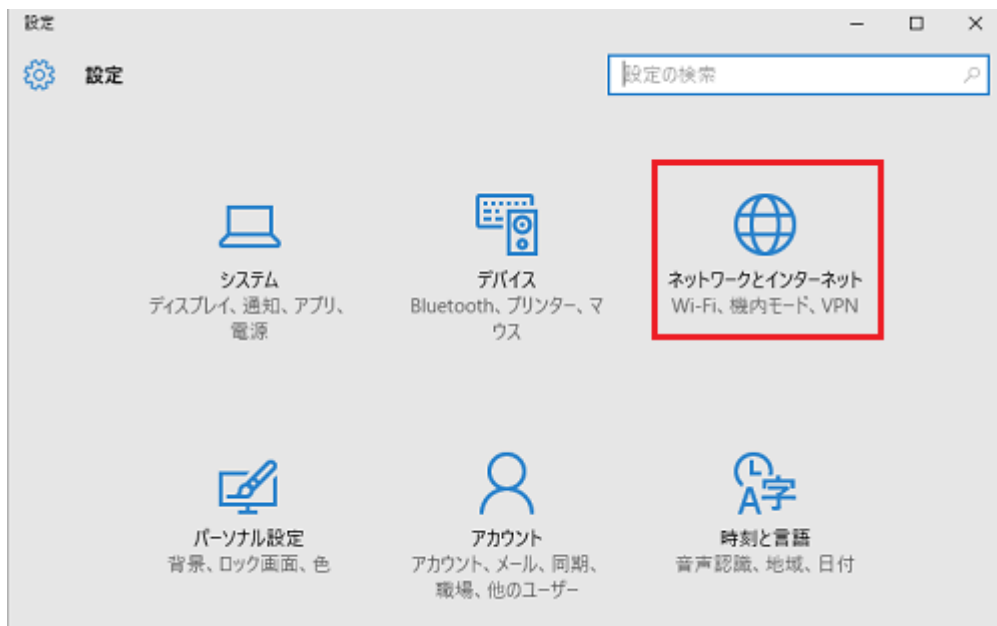 設定
設定
設定の検索
システム
ディスプレイ、通知、アプリ、
電源
デバイス
Bluetooth、プリンター、マ
ウス
ネットワークとインターネット
Wi-Fi、機内モード、VPN
パーソナル設定
背景、ロック画面、色
アカウント
アカウント、メール、同期、
職場、他のユーザー
時刻と言語
音声認識、地域、日付